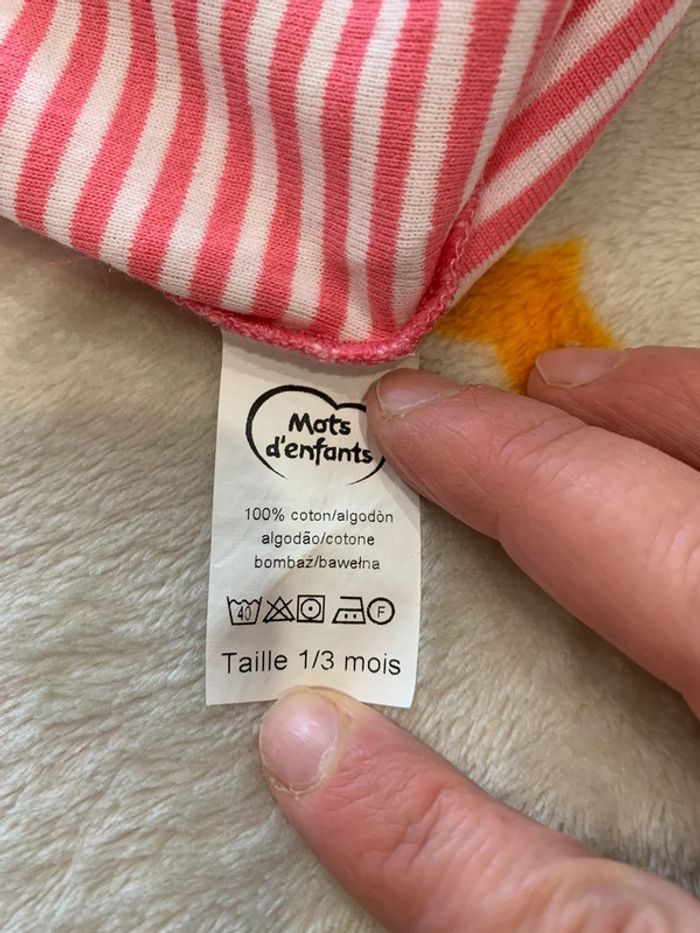 Mots
d'enfants
100% coton/algodòn
algodão/cotone
bombaż/bawełna
40 F
Taille 1/3 mois